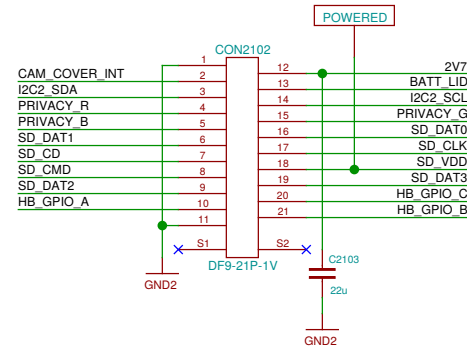 POWERED
CON2102
1
12
2V7
CAM_COVER_INT
2
13
BATT_LID
I2C2_SDA
3
14
I2C2_SCL
PRIVACY_R
4
15
PRIVACY_G
PRIVACY_B
5
16
SD_DAT0
SD_DAT1
6
17
SD_CLK
SD_CD
7
18
SD_VDD
SD_CMD
8
19
SD_DAT3
SD_DAT2
9
20
HB_GPIO_C
HB_GPIO_A
10
21
HB_GPIO_B
11
S1
S2
DF9-21P-1V
C2103
22u
GND2
GND2